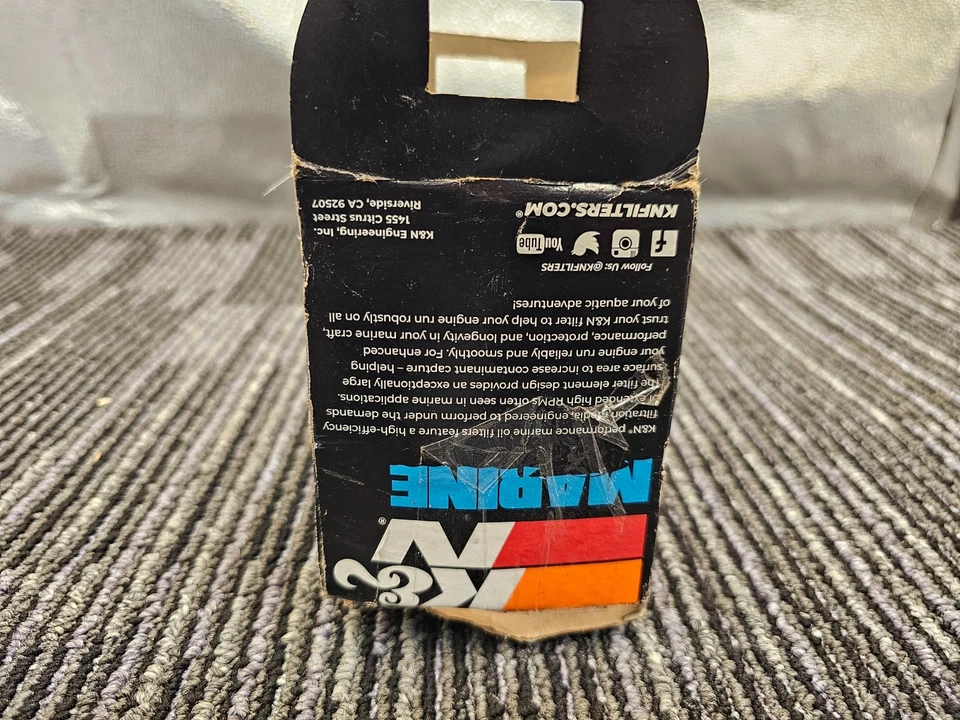 K&N®
MARINE
K&N® performance marine oil filters feature a high-efficiency
filtration media, engineered to perform under the demands
of extended high RPMs often seen in marine applications.
The filter element design provides an exceptionally large
surface area to increase contaminant capture – helping
your engine run reliably and smoothly. For enhanced
performance, protection, and longevity in your marine craft,
trust your K&N filter to help your engine run robustly on all
of your aquatic adventures!
Follow Us: @KNFILTERS
YouTube
KNFILTERS.COM®
K&N Engineering, Inc.
1455 Citrus Street
Riverside, CA 92507